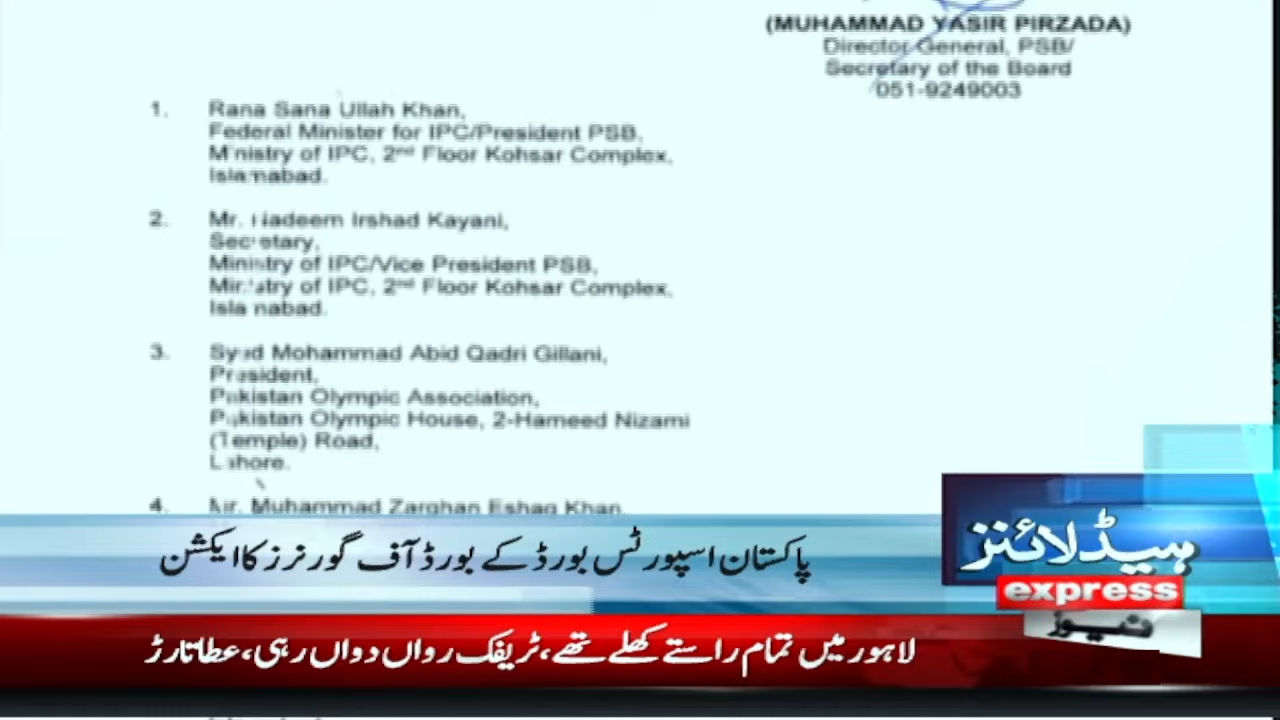 (MUHAMMAD YASIR PIRZADA)
Director General, PSB/
Secretary of the Board
051-9249003
1. Rana Sana Ullah Khan,
Federal Minister for IPC/President PSB,
Ministry of IPC, 2nd Floor Kohsar Complex,
Islamabad.
2. Mr. Nadeem Irshad Kayani,
Secretary,
Ministry of IPC/Vice President PSB,
Ministry of IPC, 2nd Floor Kohsar Complex,
Islamabad.
3. Syed Mohammad Abid Qadri Gillani,
President,
Pakistan Olympic Association,
Pakistan Olympic House, 2-Hameed Nizami
(Temple) Road,
Lahore.
4. Mr. Muhammad Zarghan Eshaq Khan,
پاکستان اسپورٹس بورڈ کے بورڈ آف گورنرز کا ایکشن
ہیڈلائنز
express
نیوز
لاہور میں تمام راستے کھلے تھے، ٹریفک رواں دواں رہی، عطا تارڑ